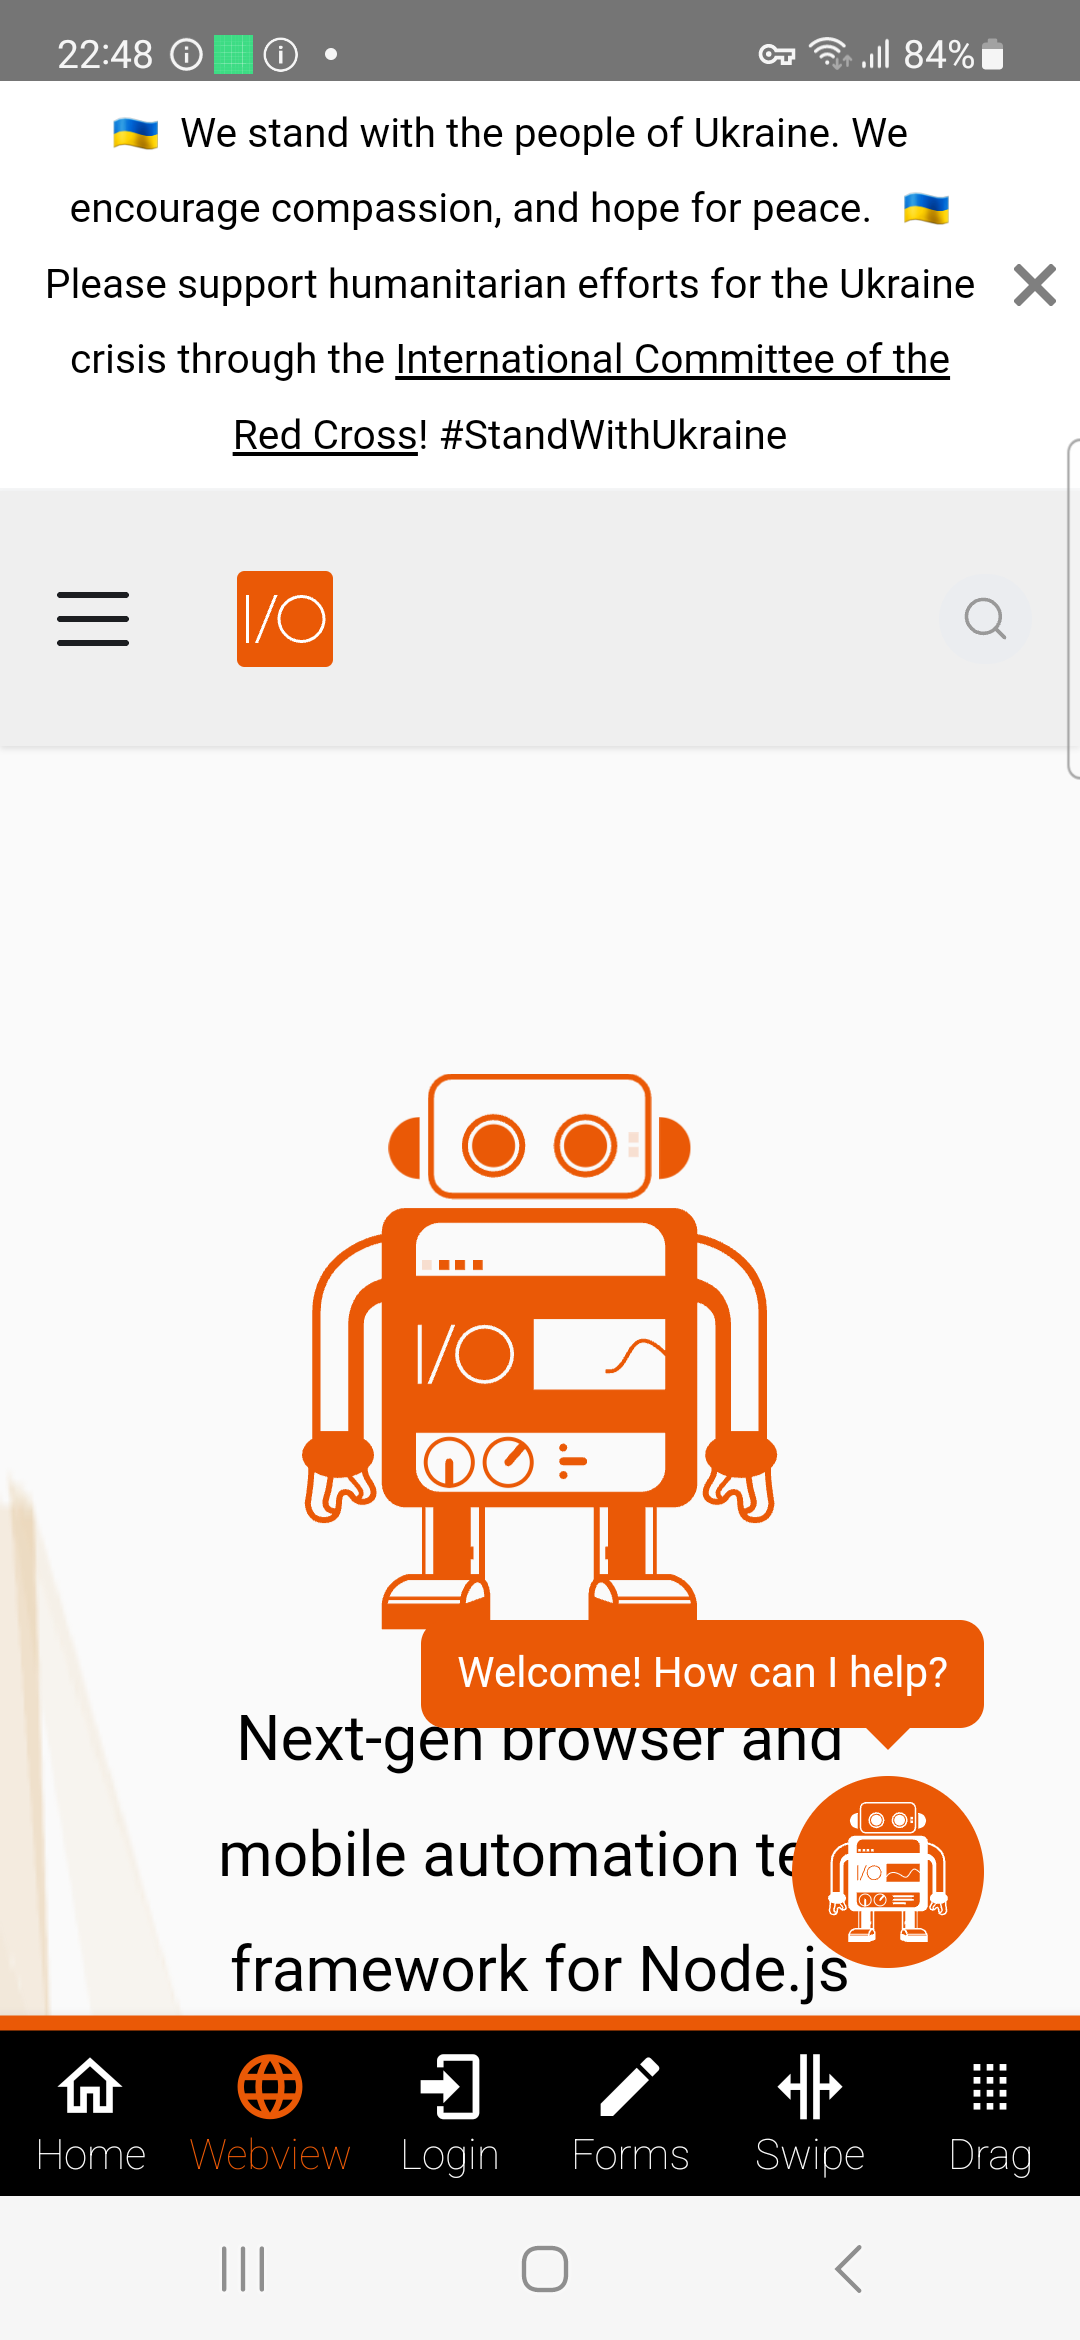 22:48
84%
🇺🇦 We stand with the people of Ukraine. We
encourage compassion, and hope for peace. 🇺🇦
Please support humanitarian efforts for the Ukraine
crisis through the International Committee of the
Red Cross! #StandWithUkraine
I/O
I/O
Welcome! How can I help?
Next-gen browser and
mobile automation te
I/O
framework for Node.js
Home Webview Login Forms Swipe Drag